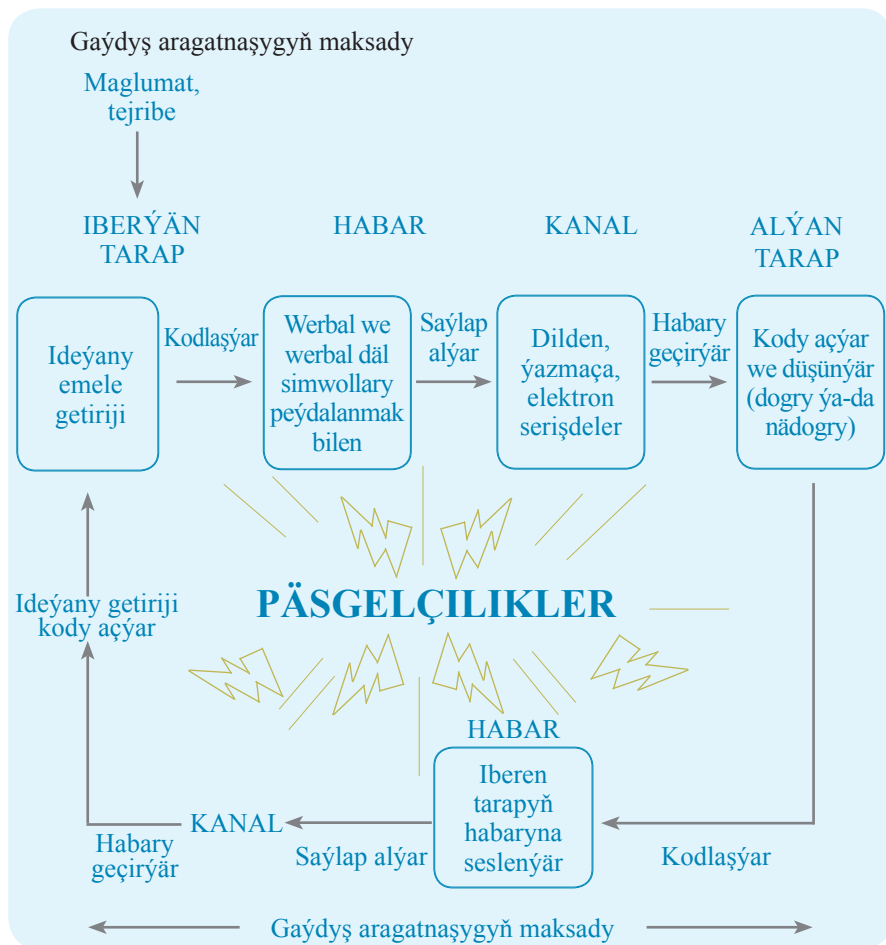 Gaýdyş aragatnaşygyň maksady
Maglumat,
tejribe
IBERÝÄN
TARAP
HABAR
KANAL
ALÝAN
TARAP
Ideýany
emele
getiriji
Kodlaşýar
Werbal we
werbal däl
simwollary
peýdalanmak
bilen
Saýlap
alýar
Dilden,
ýazmaça,
elektron
serişdeler
Habary
geçirýär
Kody açýar
we düşünýär
(dogry ýa-da
nädogry)
PÄSGELÇILIKLER
Ideýany getiriji
kody açýar
HABAR
Iberen
tarapyň
habaryna
seslenýär
KANAL
Habary
geçirýär
Saýlap alýar
Kodlaşýar
Gaýdyş aragatnaşygyň maksady